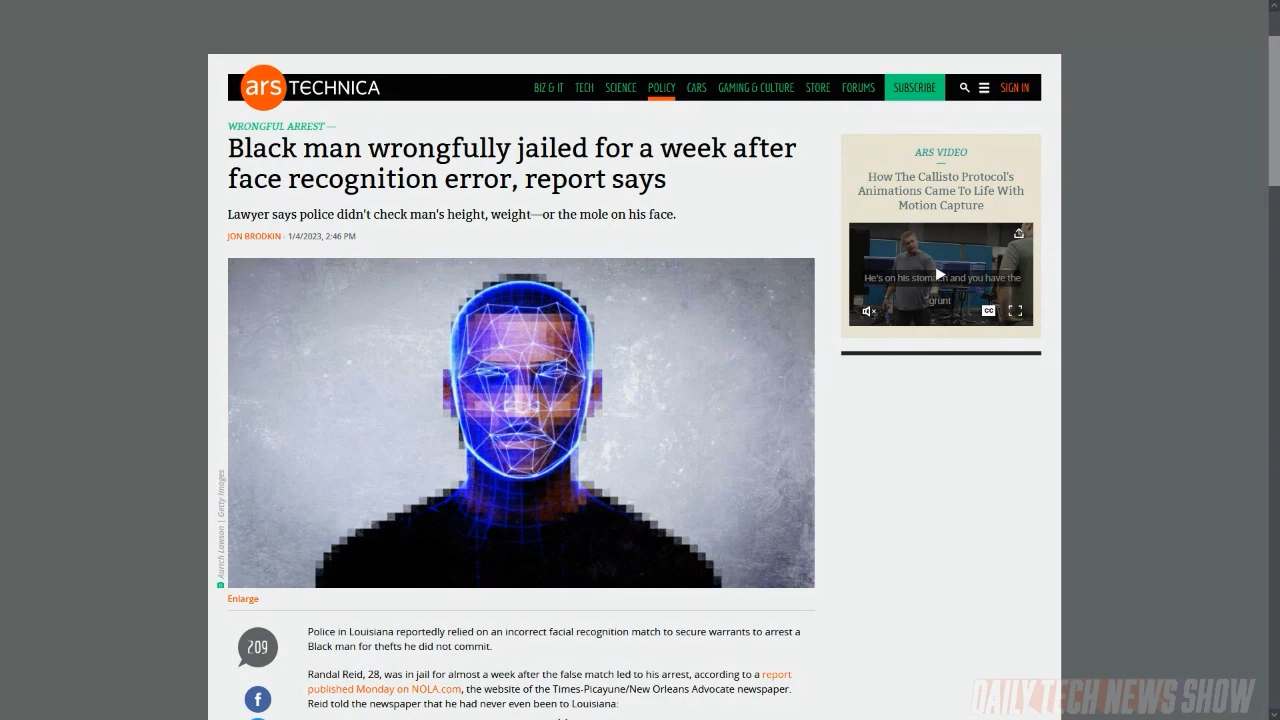 ars TECHNICA
BIZ & IT TECH SCIENCE POLICY CARS GAMING & CULTURE STORE FORUMS SUBSCRIBE SIGN IN
WRONGFUL ARREST —
Black man wrongfully jailed for a week after
face recognition error, report says
Lawyer says police didn't check man's height, weight—or the mole on his face.
JON BRODKIN - 1/4/2023, 2:46 PM
ARS VIDEO
How The Callisto Protocol's
Animations Came To Life With
Motion Capture
He's on his stomach and you have the
grunt
CC
Aurich Lawson | Getty Images
Enlarge
209
Police in Louisiana reportedly relied on an incorrect facial recognition match to secure warrants to arrest a
Black man for thefts he did not commit.
Randal Reid, 28, was in jail for almost a week after the false match led to his arrest, according to a report
published Monday on NOLA.com, the website of the Times-Picayune/New Orleans Advocate newspaper.
Reid told the newspaper that he had never even been to Louisiana:
f
DAILY TECH NEWS SHOW